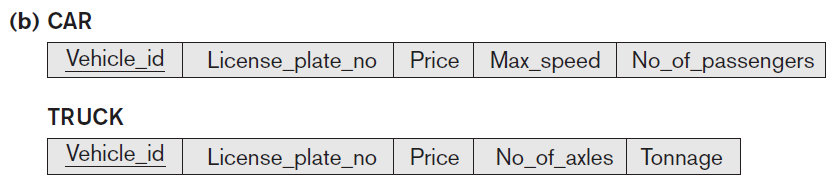 (b) CAR
Vehicle_id License_plate_no Price Max_speed No_of_passengers
TRUCK
Vehicle_id License_plate_no Price No_of_axles Tonnage